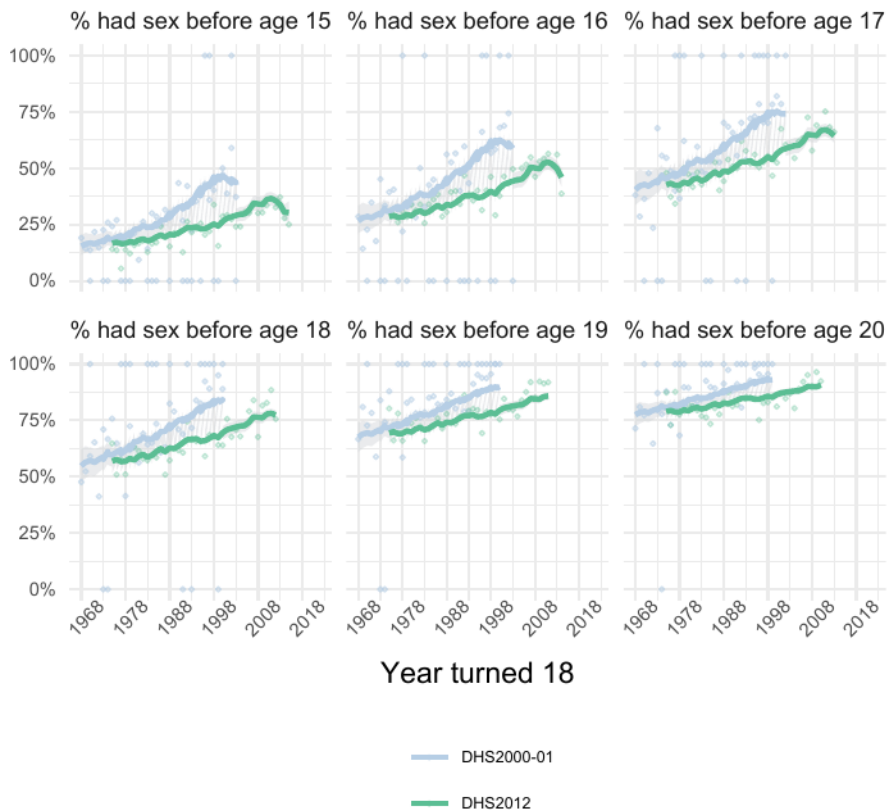 % had sex before age 15 % had sex before age 16 % had sex before age 17
100%
75%
50%
25%
0%
% had sex before age 18 % had sex before age 19 % had sex before age 20
100%
75%
50%
25%
0%
1968 1978 1988 1998 2008 2018 1968 1978 1988 1998 2008 2018 1968 1978 1988 1998 2008 2018
Year turned 18
DHS2000-01
DHS2012